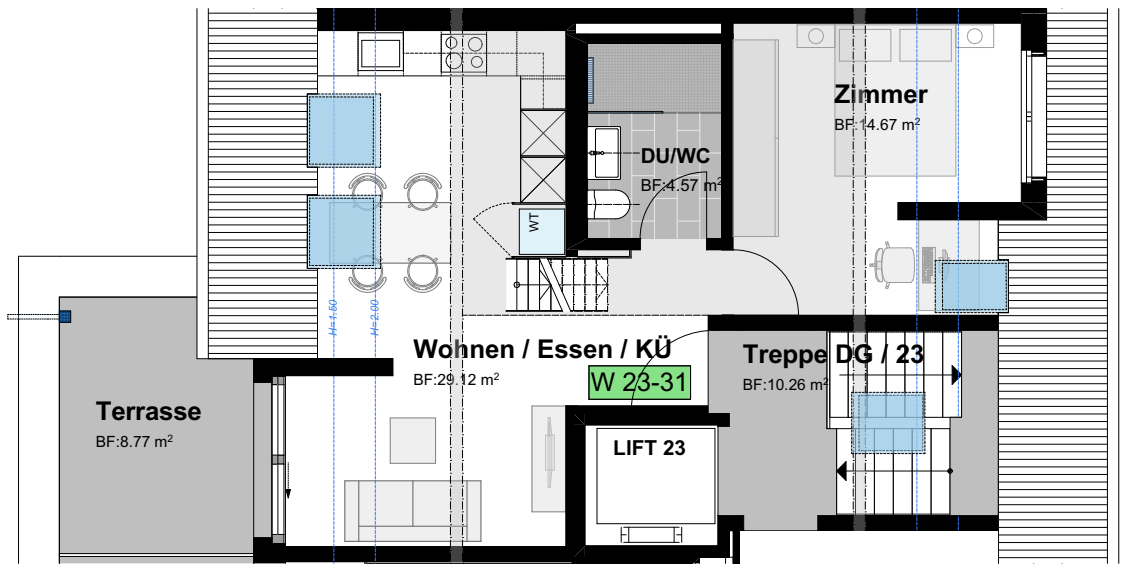 Zimmer
BF:14.67 m²
DU/WC
BF:4.57 m²
WT
H=1.50
H=2.00
Wohnen / Essen / KÜ
BF:29.12 m²
W 23-31
Treppe DG / 23
BF:10.26 m²
Terrasse
BF:8.77 m²
LIFT 23